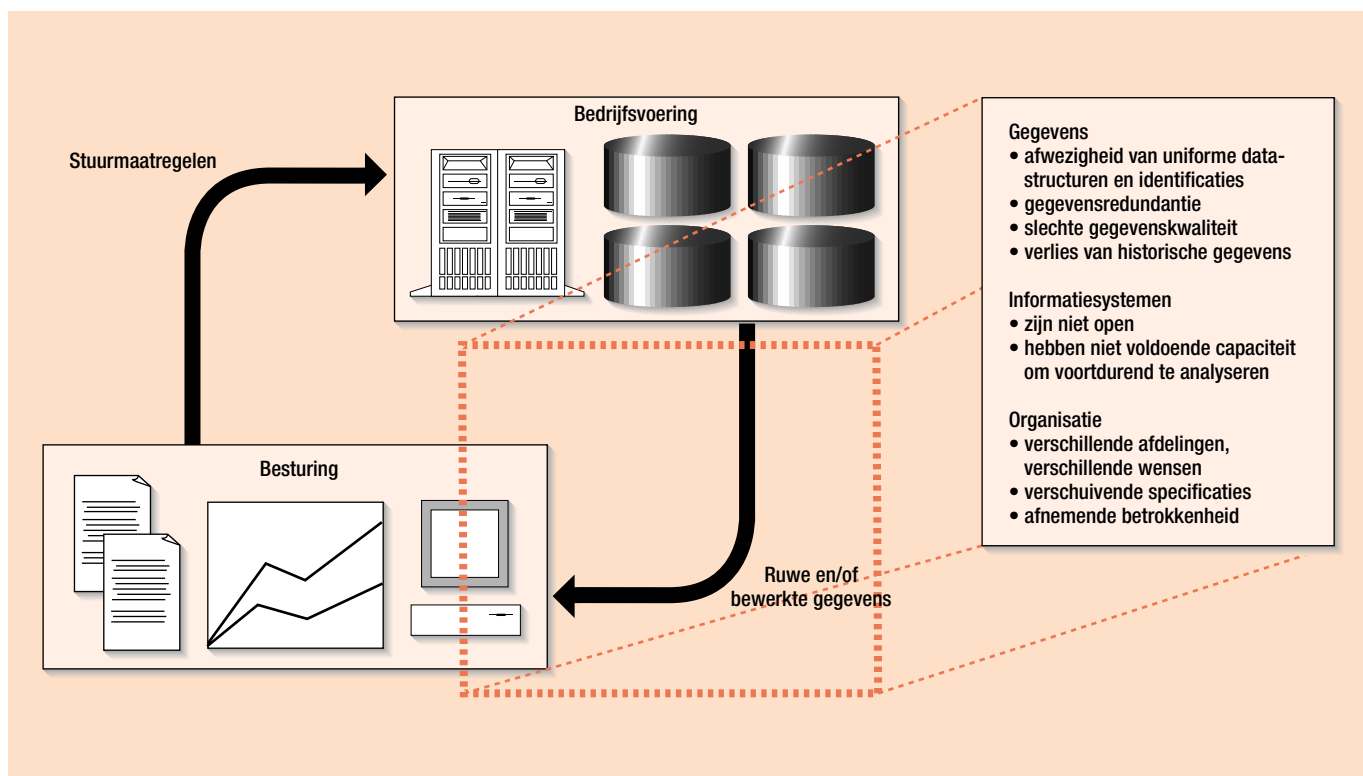 Bedrijfsvoering
Stuurmaatregelen
Besturing
Ruwe en/of
bewerkte gegevens
Gegevens
• afwezigheid van uniforme data-
structuren en identificaties
• gegevensredundantie
• slechte gegevenskwaliteit
• verlies van historische gegevens
Informatiesystemen
• zijn niet open
• hebben niet voldoende capaciteit
om voortdurend te analyseren
Organisatie
• verschillende afdelingen,
verschillende wensen
• verschuivende specificaties
• afnemende betrokkenheid